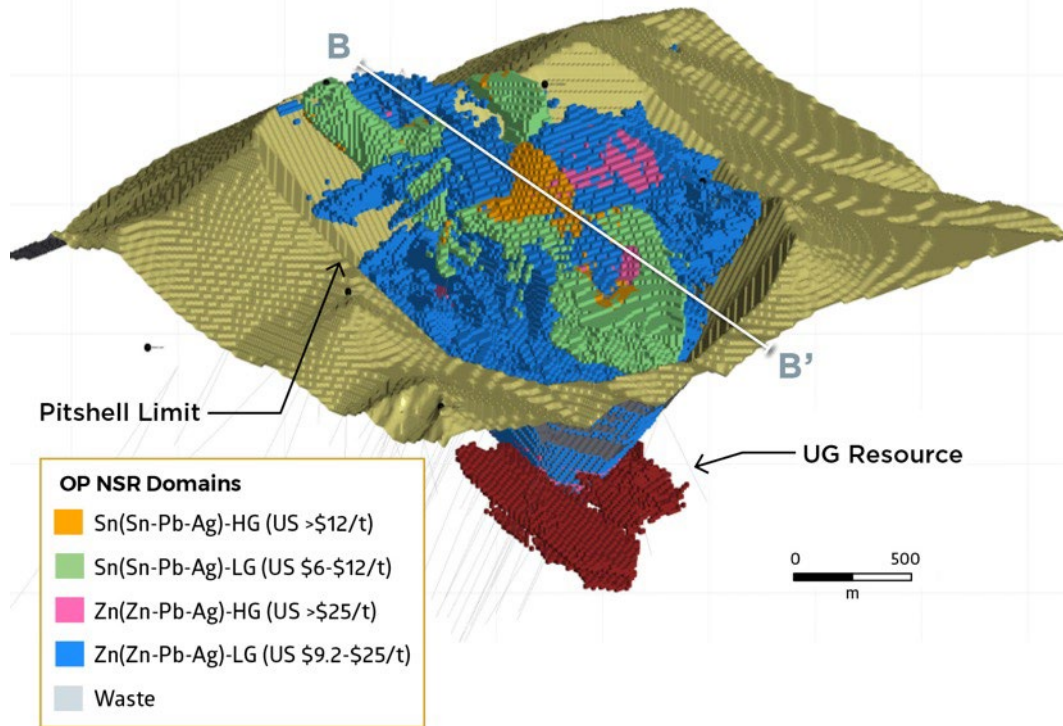 B
B'
Pitshell Limit
UG Resource
OP NSR Domains
Sn(Sn-Pb-Ag)-HG (US >$12/t)
Sn(Sn-Pb-Ag)-LG (US $6-$12/t)
Zn(Zn-Pb-Ag)-HG (US >$25/t)
Zn(Zn-Pb-Ag)-LG (US $9.2-$25/t)
Waste
0 500
m